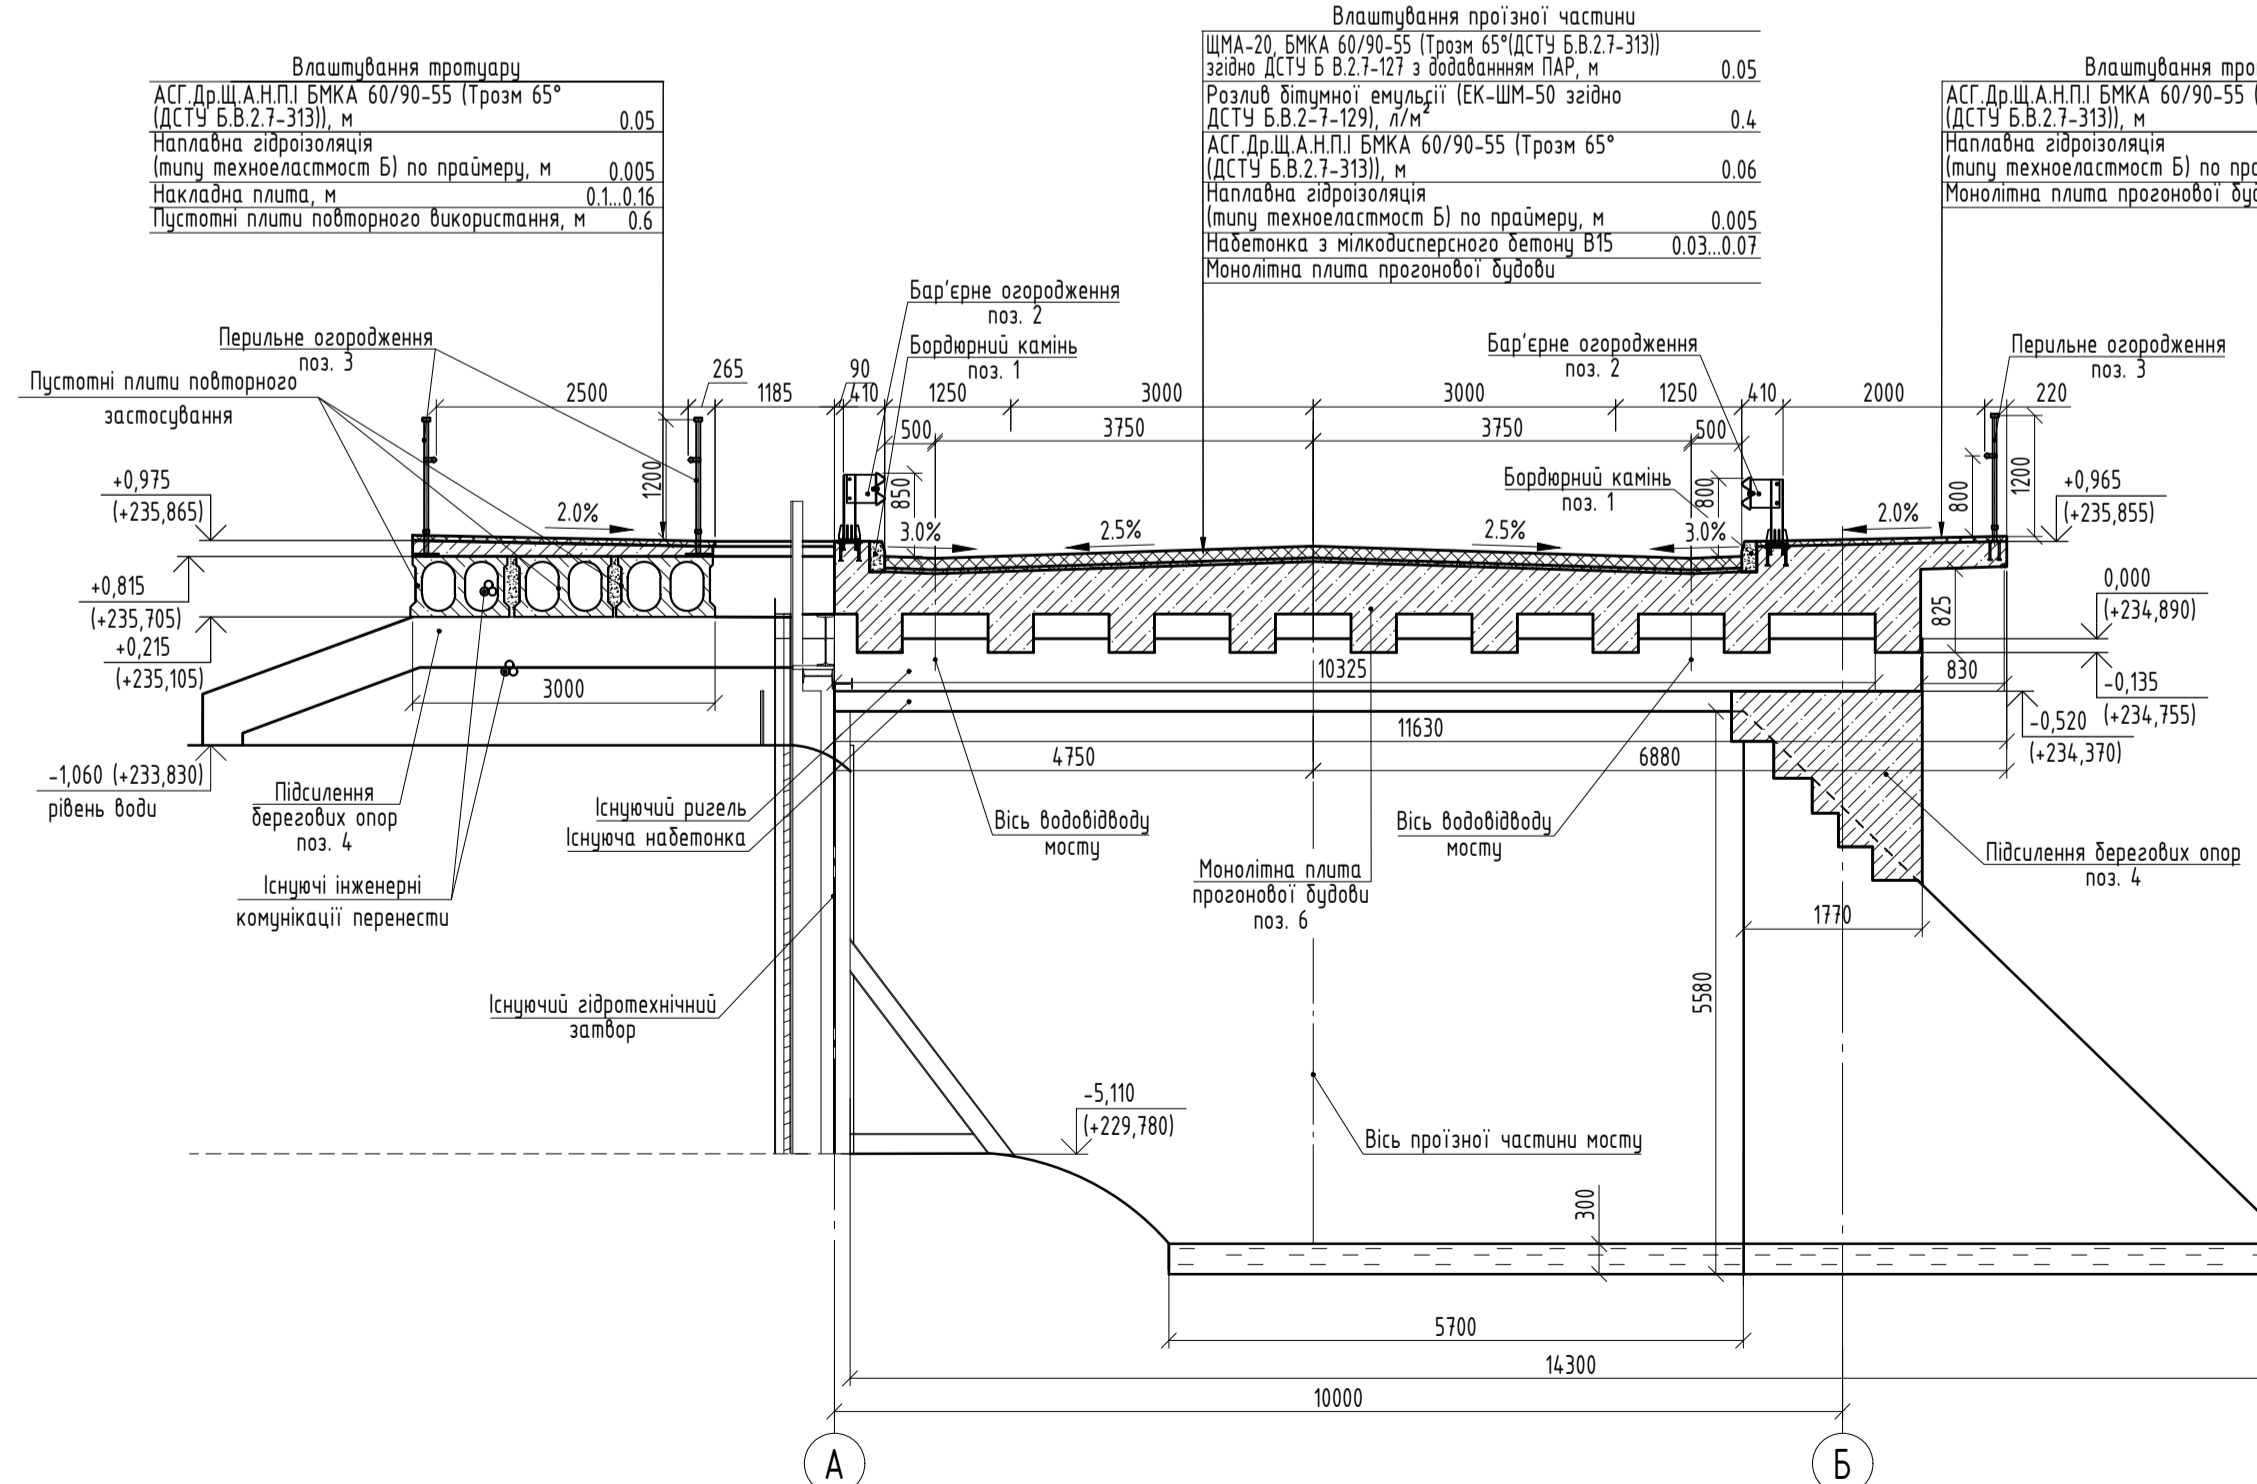 Влаштування тротуару
АСГ.Др.Щ.А.Н.П.І БМКА 60/90-55 (Трозм 65°
(ДСТУ Б.В.2.7-313)), м 0.05
Наплавна гідроізоляція
(типу техноеластмост Б) по праймеру, м 0.005
Накладна плита, м 0.1...0.16
Пустотні плити повторного використання, м 0.6
Влаштування проїзної частини
ЩМА-20, БМКА 60/90-55 (Трозм 65°(ДСТУ Б.В.2.7-313))
згідно ДСТУ Б В.2.7-127 з додаваннням ПАР, м 0.05
Розлив бітумної емульсії (ЕК-ШМ-50 згідно
ДСТУ Б.В.2-7-129), л/м² 0.4
АСГ.Др.Щ.А.Н.П.І БМКА 60/90-55 (Трозм 65°
(ДСТУ Б.В.2.7-313)), м 0.06
Наплавна гідроізоляція
(типу техноеластмост Б) по праймеру, м 0.005
Набетонка з мілкодисперсного бетону В15 0.03...0.07
Монолітна плита прогонової будови
Влаштування тро
АСГ.Др.Щ.А.Н.П.І БМКА 60/90-55 (
(ДСТУ Б.В.2.7-313)), м
Наплавна гідроізоляція
(типу техноеластмост Б) по пра
Монолітна плита прогонової буд
Перильне огородження
поз. 3
Пустотні плити повторного
застосування
Бар'єрне огородження
поз. 2
Бордюрний камінь
поз. 1
Бар'єрне огородження
поз. 2
Перильне огородження
поз. 3
Бордюрний камінь
поз. 1
2500
265
1185
90
410
1250
3000
3000
1250
410
2000
220
500
3750
3750
500
1200
850
800
800
1200
+0,975
(+235,865)
2.0%
3.0%
2.5%
2.5%
3.0%
2.0%
+0,965
(+235,855)
+0,815
(+235,705)
+0,215
(+235,105)
0,000
(+234,890)
825
3000
10325
830
-0,135
(+234,755)
11630
-0,520
(+234,370)
4750
6880
-1,060 (+233,830)
рівень води
Підсилення
берегових опор
поз. 4
Існуючі інженерні
комунікації перенести
Існуючий ригель
Існуюча набетонка
Вісь водовідводу
мосту
Вісь водовідводу
мосту
Монолітна плита
прогонової будови
поз. 6
Підсилення берегових опор
поз. 4
1770
5580
Існуючий гідротехнічний
затвор
-5,110
(+229,780)
Вісь проїзної частини мосту
300
5700
14300
10000
А
Б